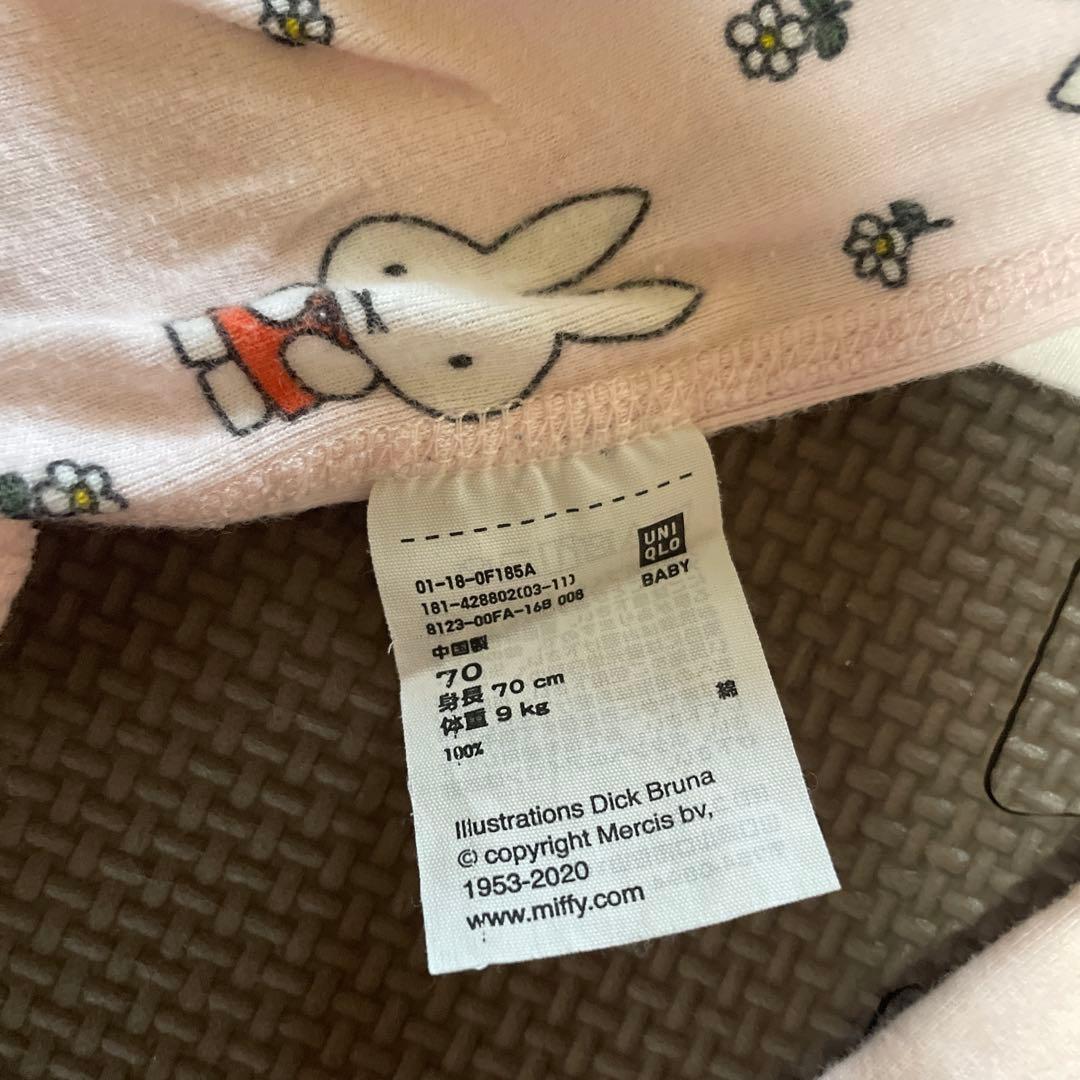 UNI
QLO
BABY
01-18-0F185A
181-428802(03-11)
8123-00FA-16B 008
中国製
70
身長 70 cm
体重 9 kg
綿
100%
Illustrations Dick Bruna
© copyright Mercis bv,
1953-2020
www.miffy.com